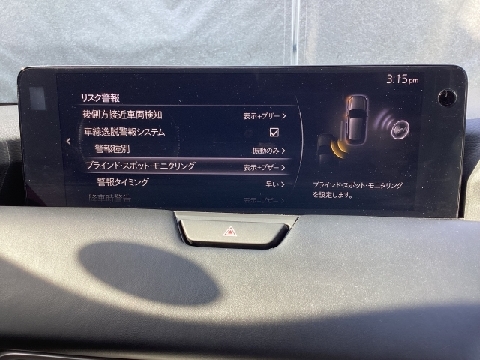 3:15 pm
リスク警報
後側方接近車両検知 表示+ブザー >
車線逸脱警報システム
警報種別 振動のみ >
ブラインド・スポット・モニタリング 表示+ブザー >
警報タイミング 早い >
ブラインド・スポット・モニタリング
を設定します。